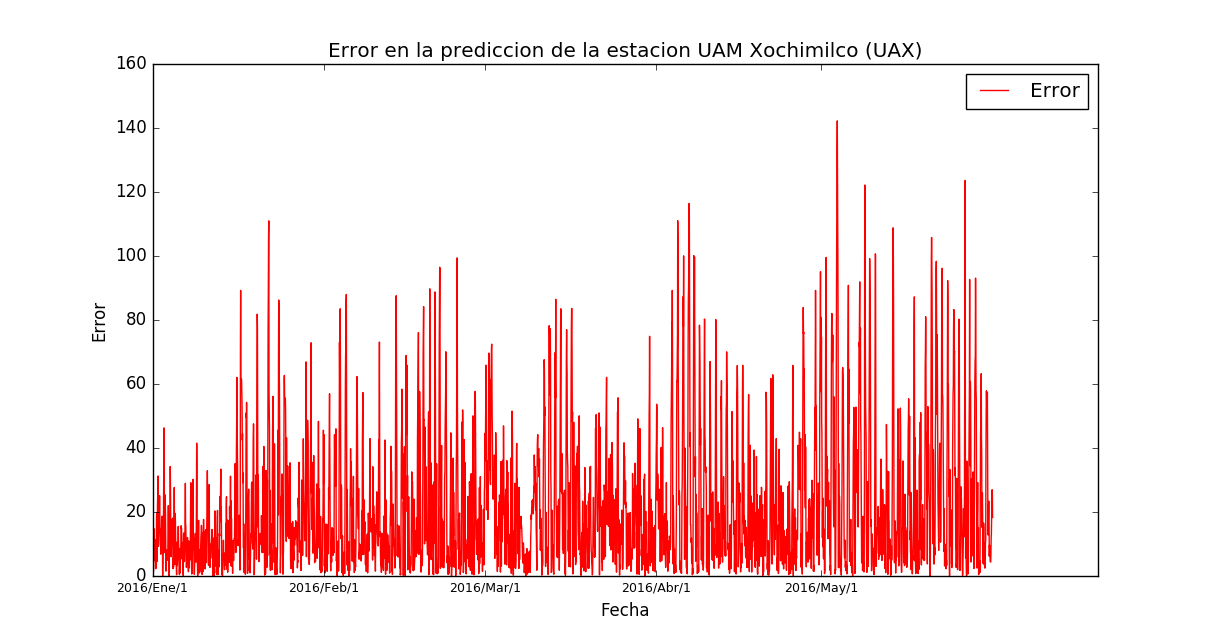 Error en la prediccion de la estacion UAM Xochimilco (UAX)
Error
160
140
120
100
80
60
40
20
0
Error
2016/Ene/1 2016/Feb/1 2016/Mar/1 2016/Abr/1 2016/May/1
Fecha